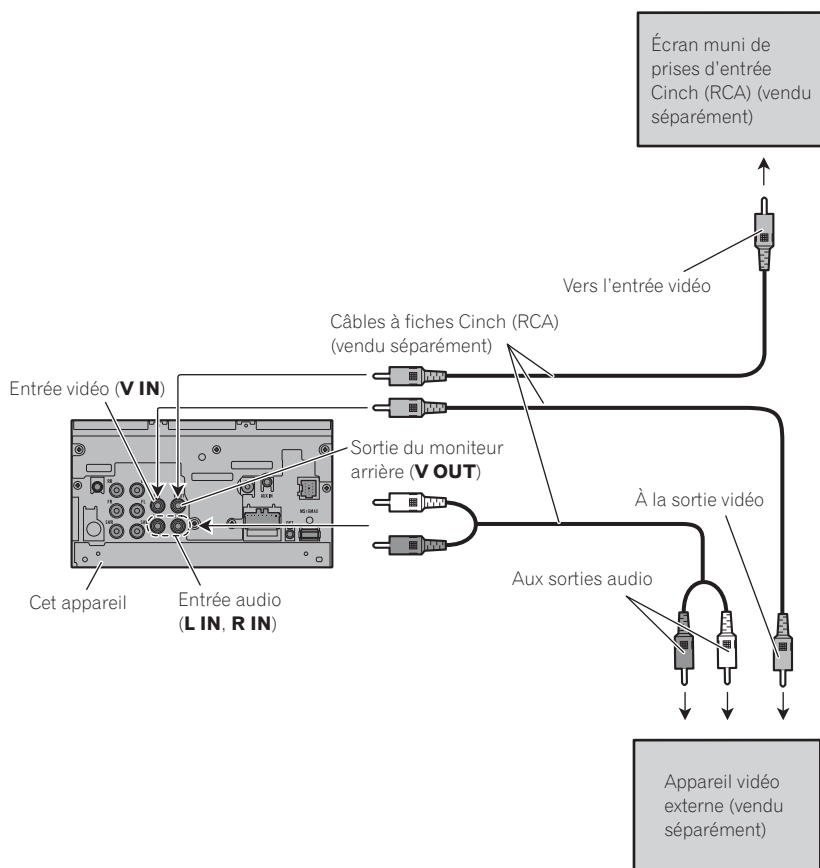 Écran muni de
prises d'entrée
Cinch (RCA) (vendu
séparément)
Vers l'entrée vidéo
Câbles à fiches Cinch (RCA)
(vendu séparément)
Entrée vidéo (V IN)
Sortie du moniteur
arrière (V OUT)
AUX IN
À la sortie vidéo
Aux sorties audio
Cet appareil
Entrée audio
(L IN, R IN)
Appareil vidéo
externe (vendu
séparément)